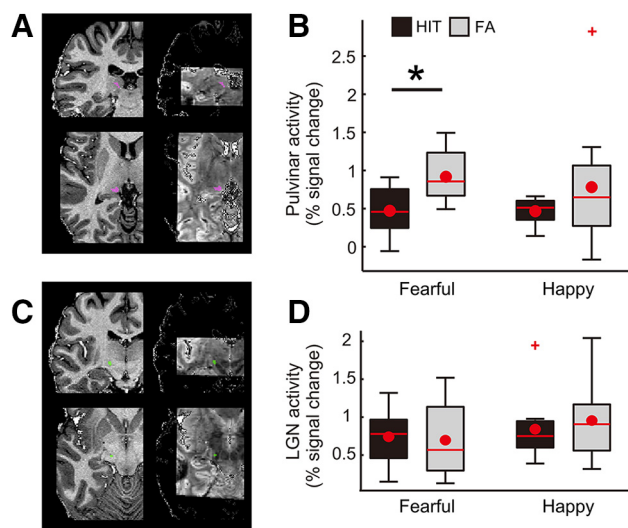 A
B
HIT FA
Pulvinar activity
(% signal change)
2.5
2
1.5
1
0.5
0
*
+
Fearful Happy
C
D
LGN activity
(% signal change)
2
1.5
1
0.5
+
Fearful Happy